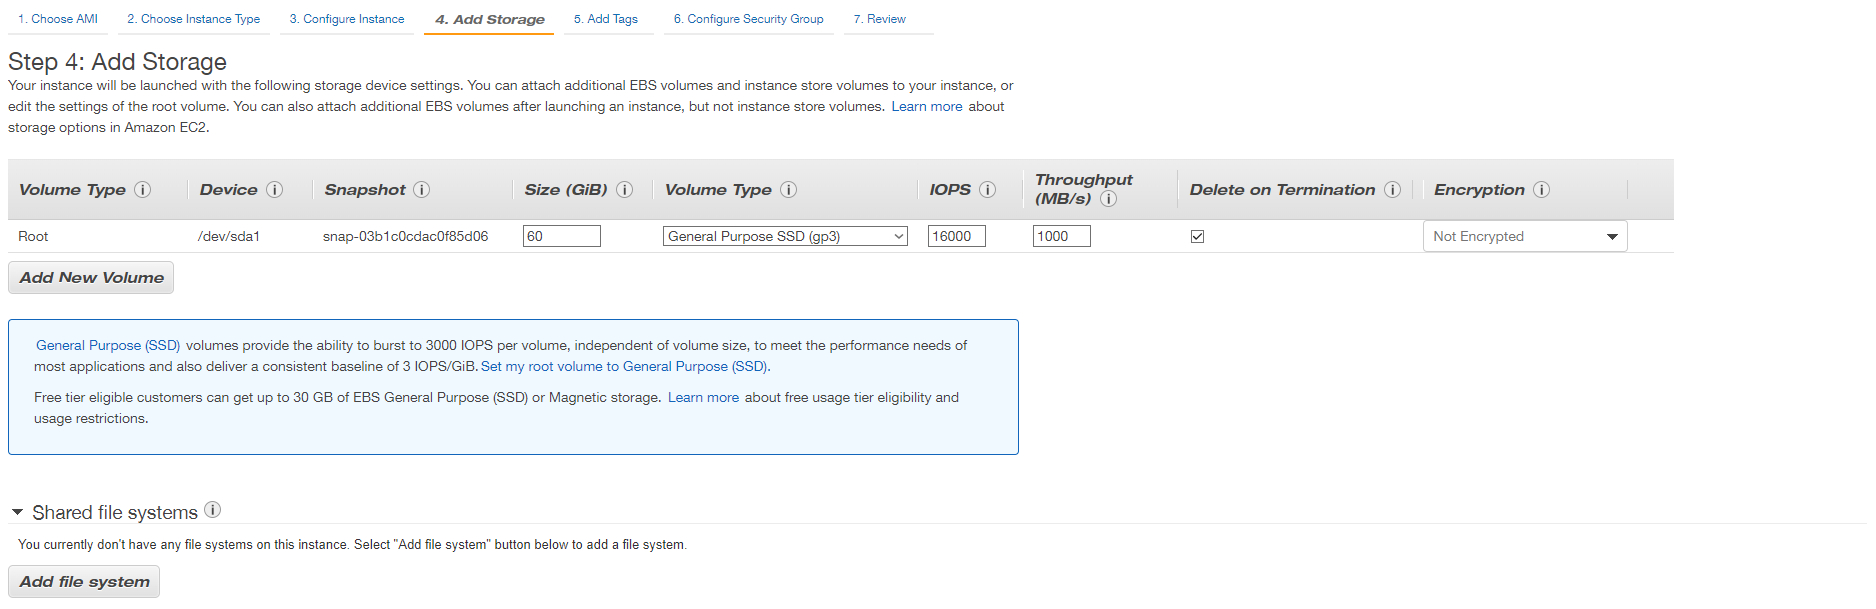 1. Choose AMI 2. Choose Instance Type 3. Configure Instance 4. Add Storage 5. Add Tags 6. Configure Security Group 7. Review
Step 4: Add Storage
Your instance will be launched with the following storage device settings. You can attach additional EBS volumes and instance store volumes to your instance, or
edit the settings of the root volume. You can also attach additional EBS volumes after launching an instance, but not instance store volumes. Learn more about
storage options in Amazon EC2.
Volume Type Device Snapshot Size (GiB) Volume Type IOPS Throughput (MB/s) Delete on Termination Encryption
Root /dev/sda1 snap-03b1c0cdac0f85d06 60 General Purpose SSD (gp3) 16000 1000 Not Encrypted
Add New Volume
General Purpose (SSD) volumes provide the ability to burst to 3000 IOPS per volume, independent of volume size, to meet the performance needs of
most applications and also deliver a consistent baseline of 3 IOPS/GiB. Set my root volume to General Purpose (SSD).
Free tier eligible customers can get up to 30 GB of EBS General Purpose (SSD) or Magnetic storage. Learn more about free usage tier eligibility and
usage restrictions.
Shared file systems
You currently don't have any file systems on this instance. Select "Add file system" button below to add a file system.
Add file system